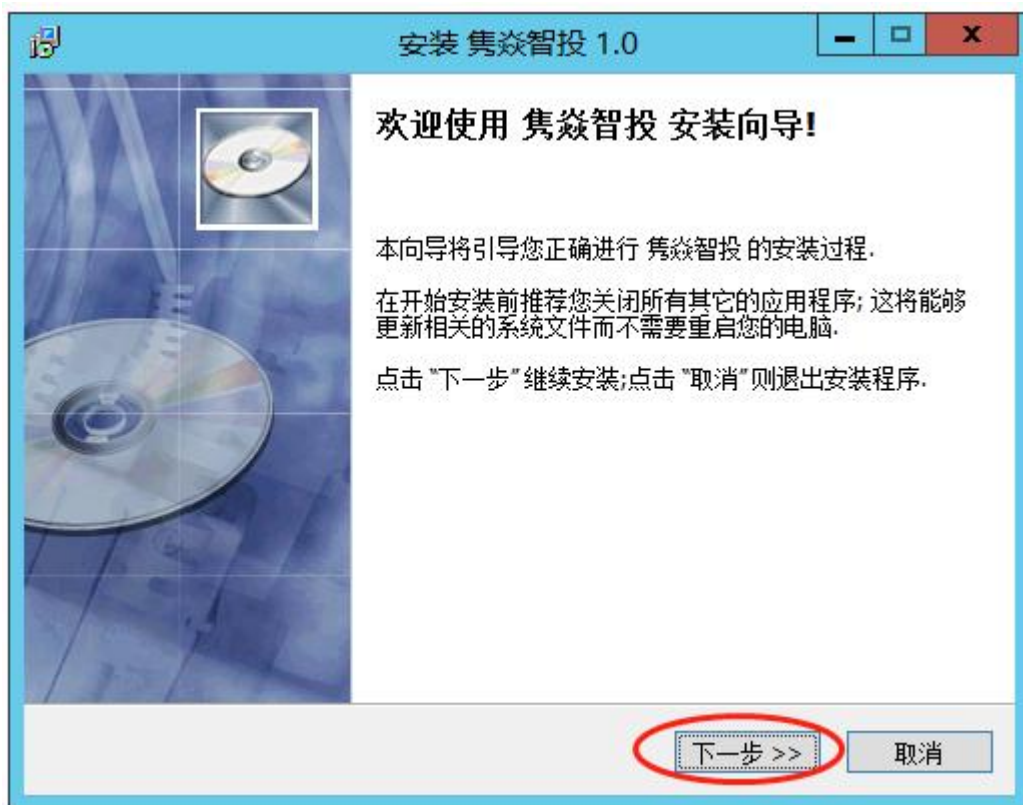 安装 隽焱智投 1.0
欢迎使用 隽焱智投 安装向导!
本向导将引导您正确进行 隽焱智投 的安装过程.
在开始安装前推荐您关闭所有其它的应用程序; 这将能够
更新相关的系统文件而不需要重启您的电脑.
点击 "下一步" 继续安装;点击 "取消" 则退出安装程序.
下一步 >>
取消